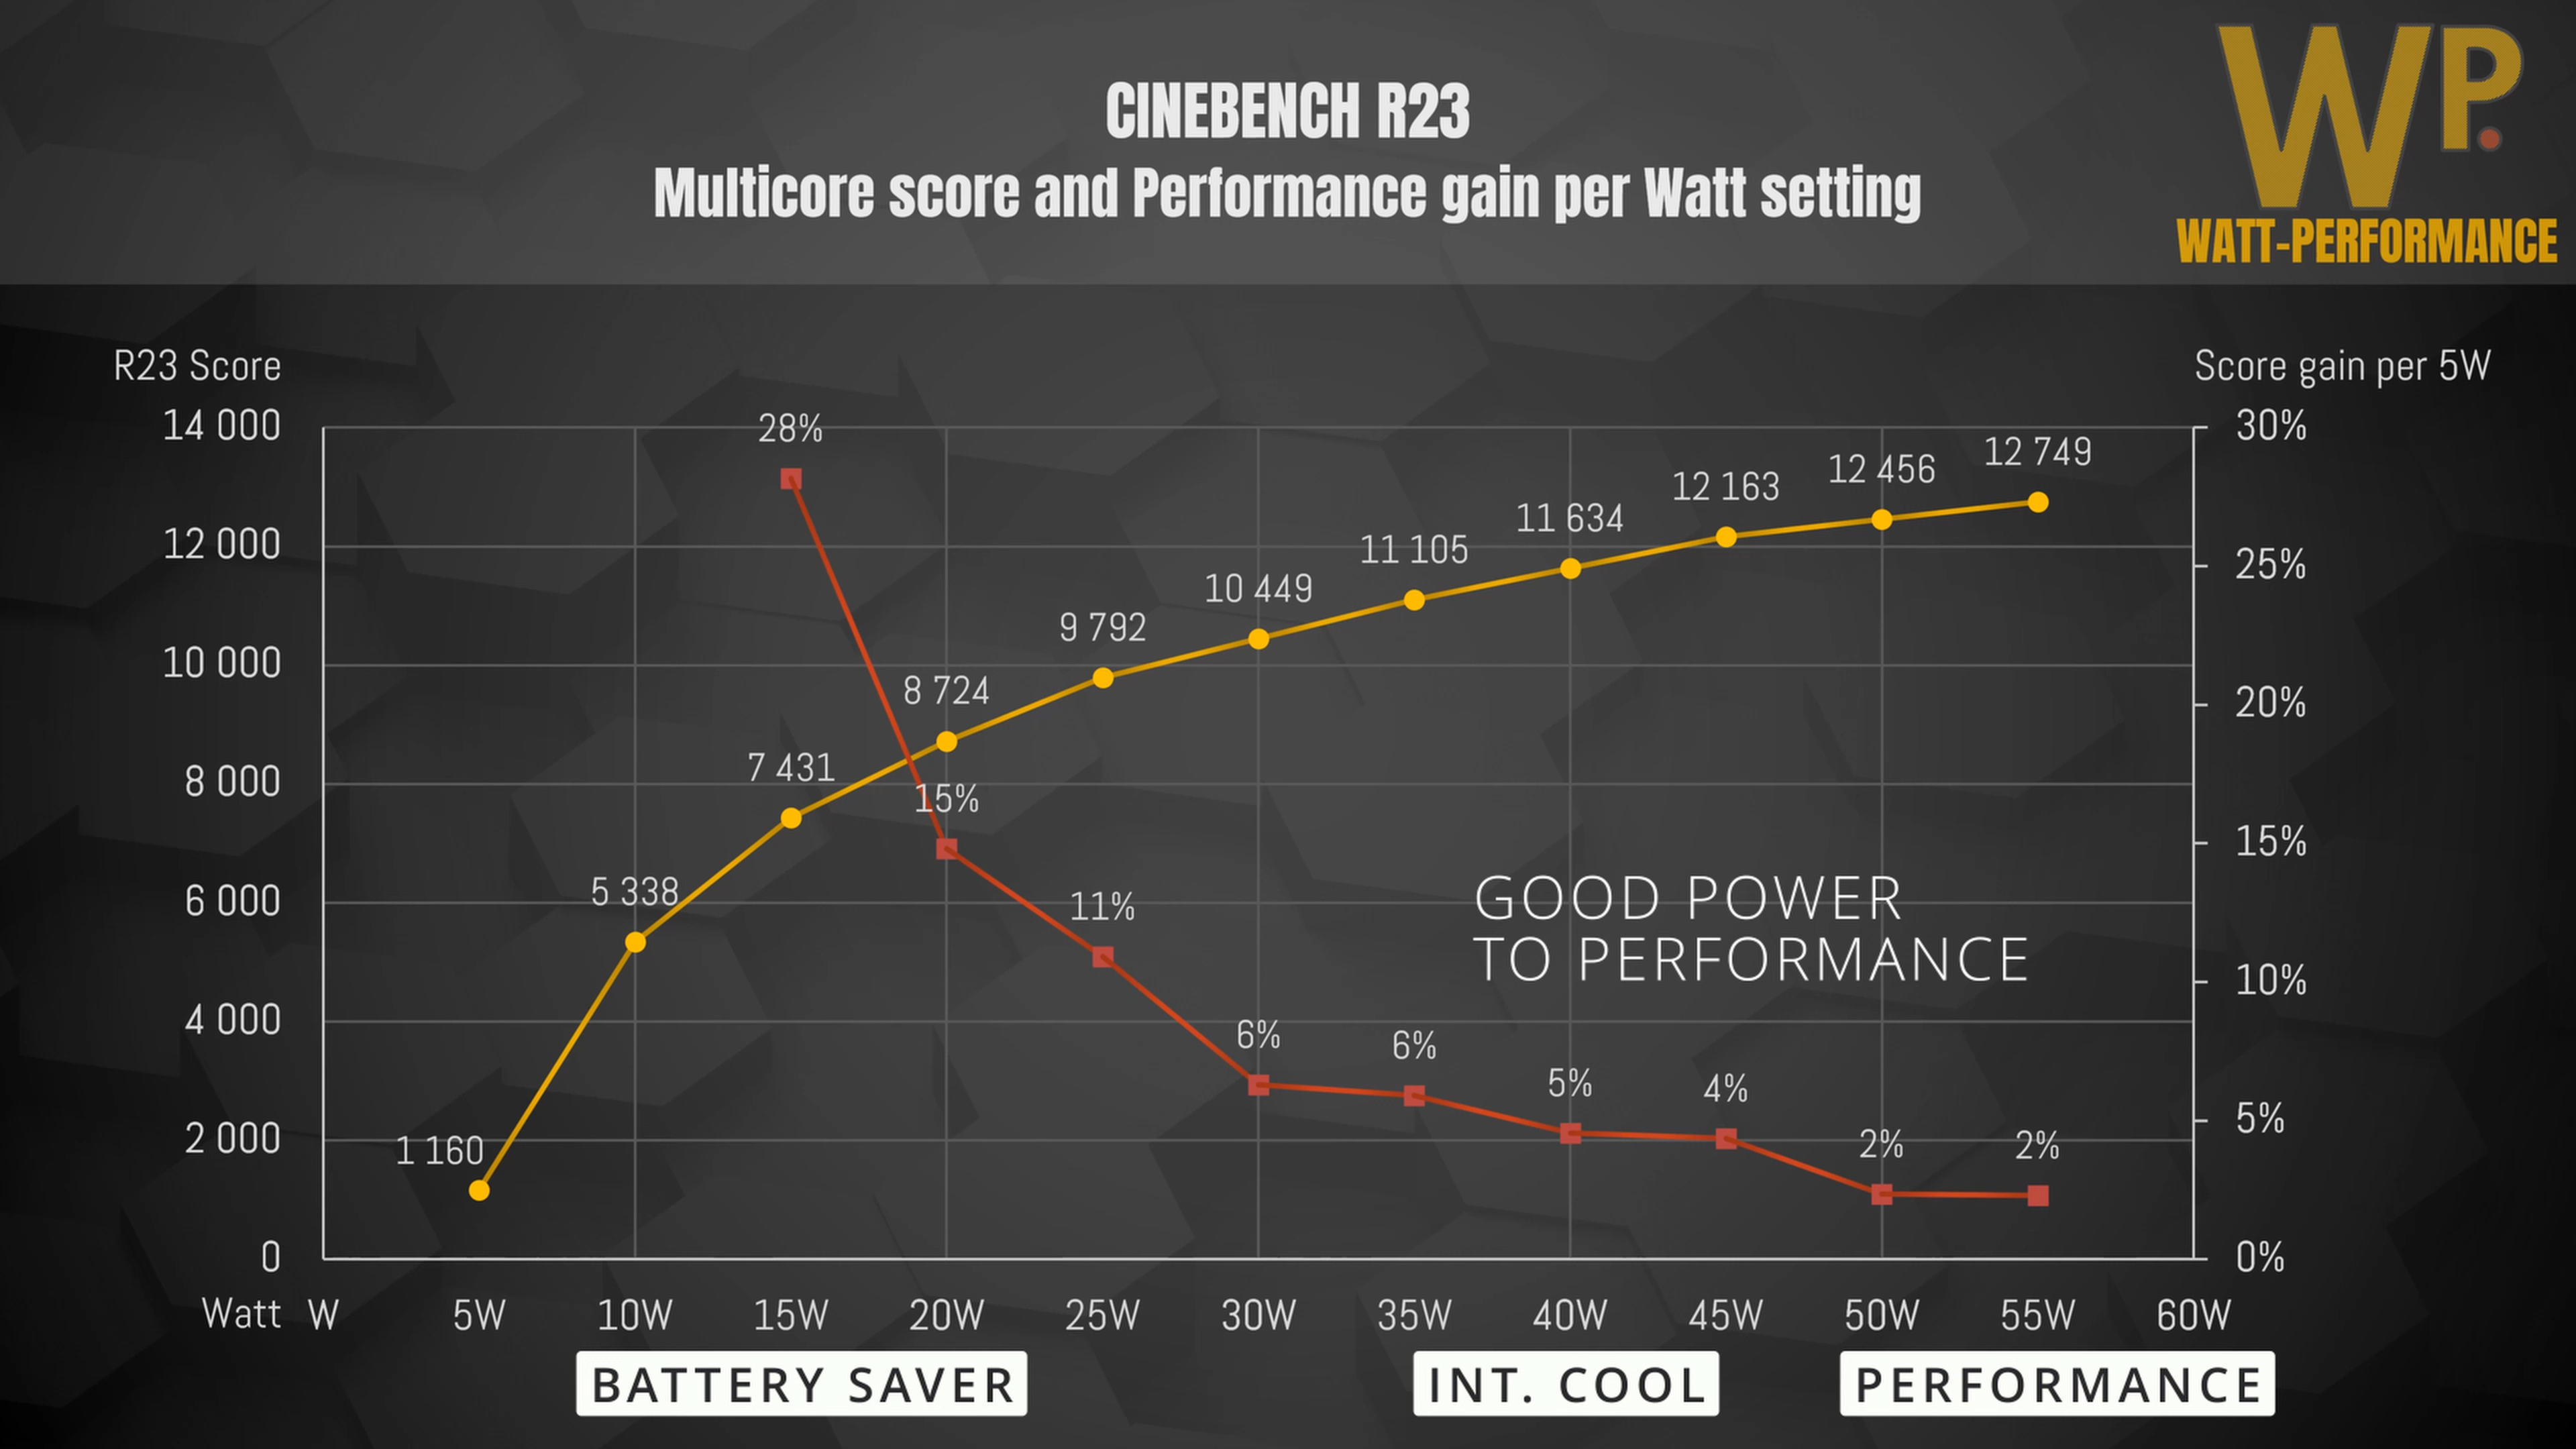 CINEBENCH R23
Multicore score and Performance gain per Watt setting
WP.
WATT-PERFORMANCE
R23 Score
Score gain per 5W
14 000
12 000
10 000
8 000
6 000
4 000
2 000
0
30%
25%
20%
15%
10%
5%
0%
1 160
5 338
7 431
8 724
9 792
10 449
11 105
11 634
12 163
12 456
12 749
28%
15%
11%
6%
6%
5%
4%
2%
2%
GOOD POWER
TO PERFORMANCE
Watt W 5W 10W 15W 20W 25W 30W 35W 40W 45W 50W 55W 60W
BATTERY SAVER
INT. COOL
PERFORMANCE